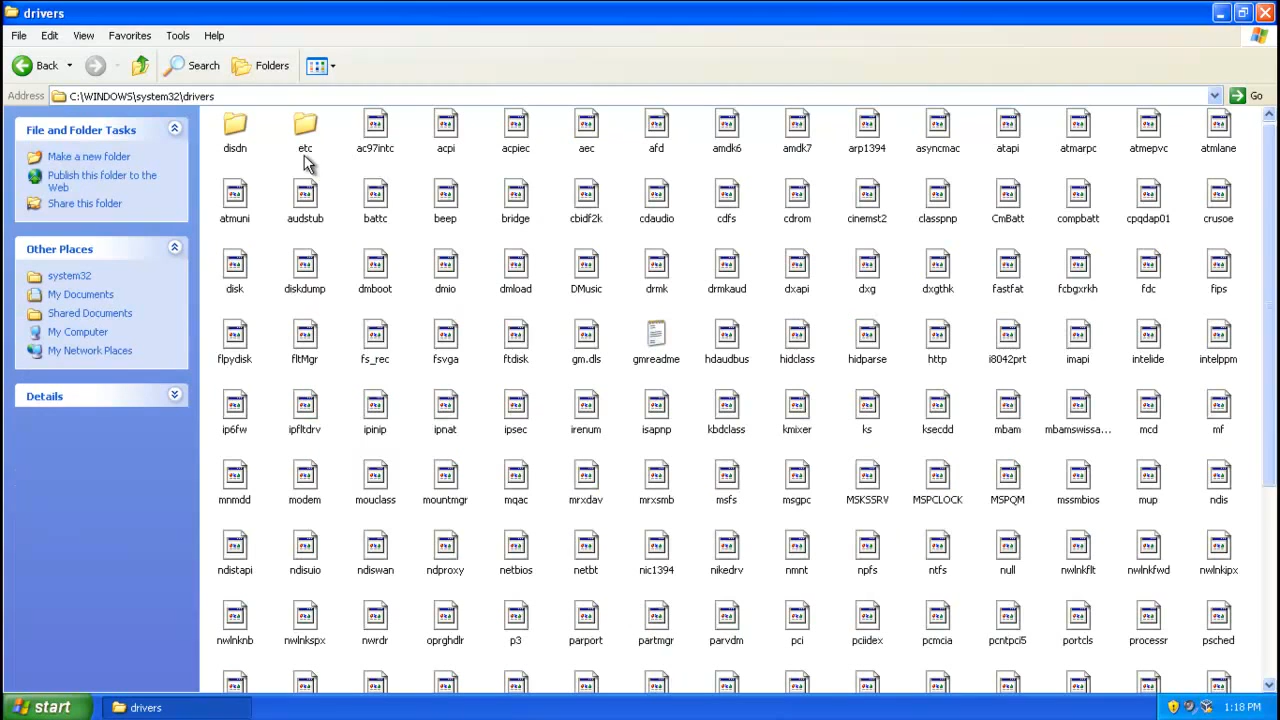 drivers
File Edit View Favorites Tools Help
Back Search Folders
Address C:\WINDOWS\system32\drivers Go
File and Folder Tasks
Make a new folder
Publish this folder to the
Web
Share this folder
Other Places
system32
My Documents
Shared Documents
My Computer
My Network Places
Details
disdn etc ac97intc acpi acpiec aec afd amdk6 amdk7 arp1394 asyncmac atapi atmarpc atmepvc atmlane
atmuni audstub battc beep bridge cbidf2k cdaudio cdfs cdrom cinemst2 classpnp CmBatt compbatt cpqdap01 crusoe
disk diskdump dmboot dmio dmload DMusic drmk drmkaud dxapi dxg dxgthk fastfat fcbgxrkh fdc fips
flpydisk fltMgr fs_rec fsvga ftdisk gm.dls gmreadme hdaudbus hidclass hidparse http i8042prt imapi intelide intelppm
ip6fw ipfltdrv ipinip ipnat ipsec irenum isapnp kbdclass kmixer ks ksecdd mbam mbamswissa... mcd mf
mnmdd modem mouclass mountmgr mqac mrxdav mrxsmb msfs msgpc MSKSSRV MSPCLOCK MSPQM mssmbios mup ndis
ndistapi ndisuio ndiswan ndproxy netbios netbt nic1394 nikedrv nmnt npfs ntfs null nwlnkflt nwlnkfwd nwlnkipx
nwlnknb nwlnkspx nwrdr oprghdlr p3 parport partmgr parvdm pci pciidex pcmcia pcntpci5 portcls processr psched
start drivers 1:18 PM